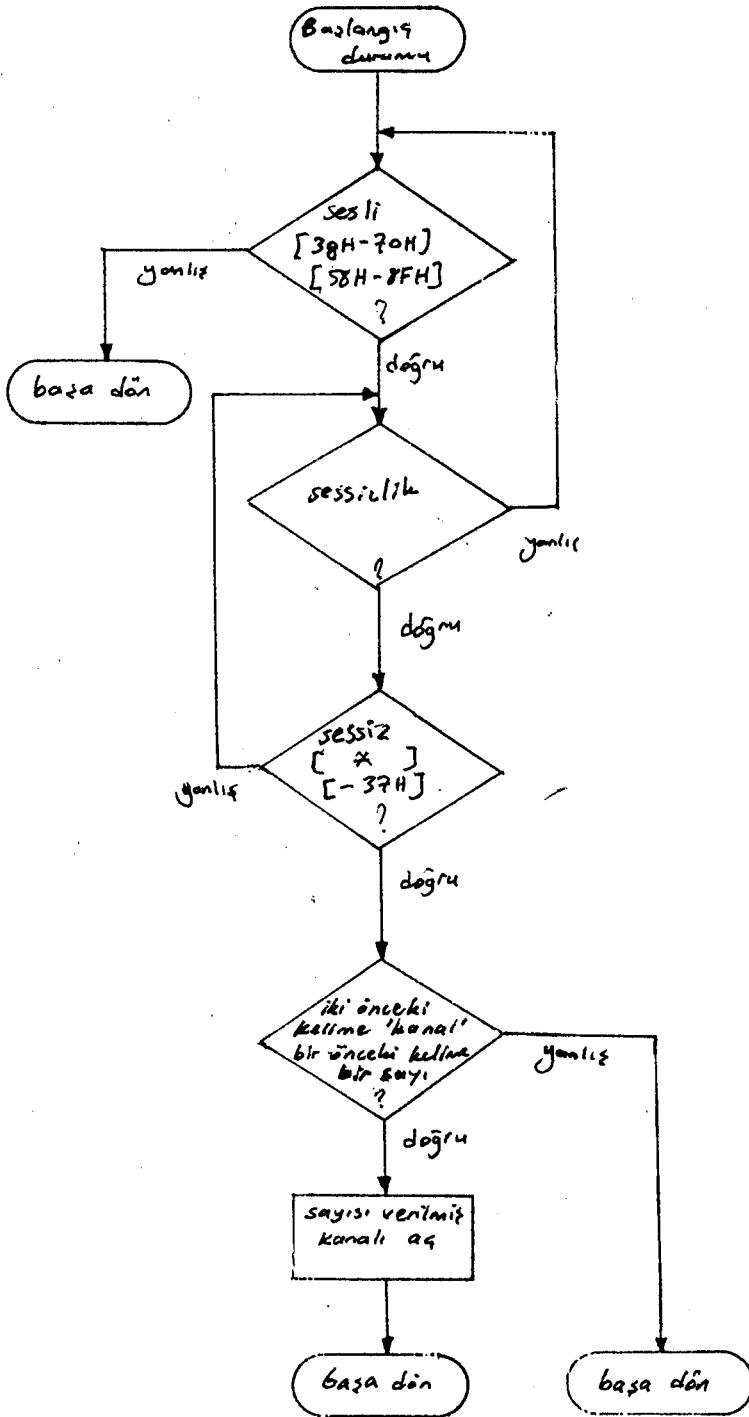 Başlangıç
durumu
sesli
[38H-70H]
[58H-8FH]
?
yanlış
doğru
başa dön
sessizlik
?
yanlış
doğru
sessiz
[ * ]
[-37H]
?
yanlış
doğru
iki önceki
kelime 'kanal'
bir önceki kelime
bir sayı
?
yanlış
doğru
sayısı verilmiş
kanalı aç
başa dön
başa dön